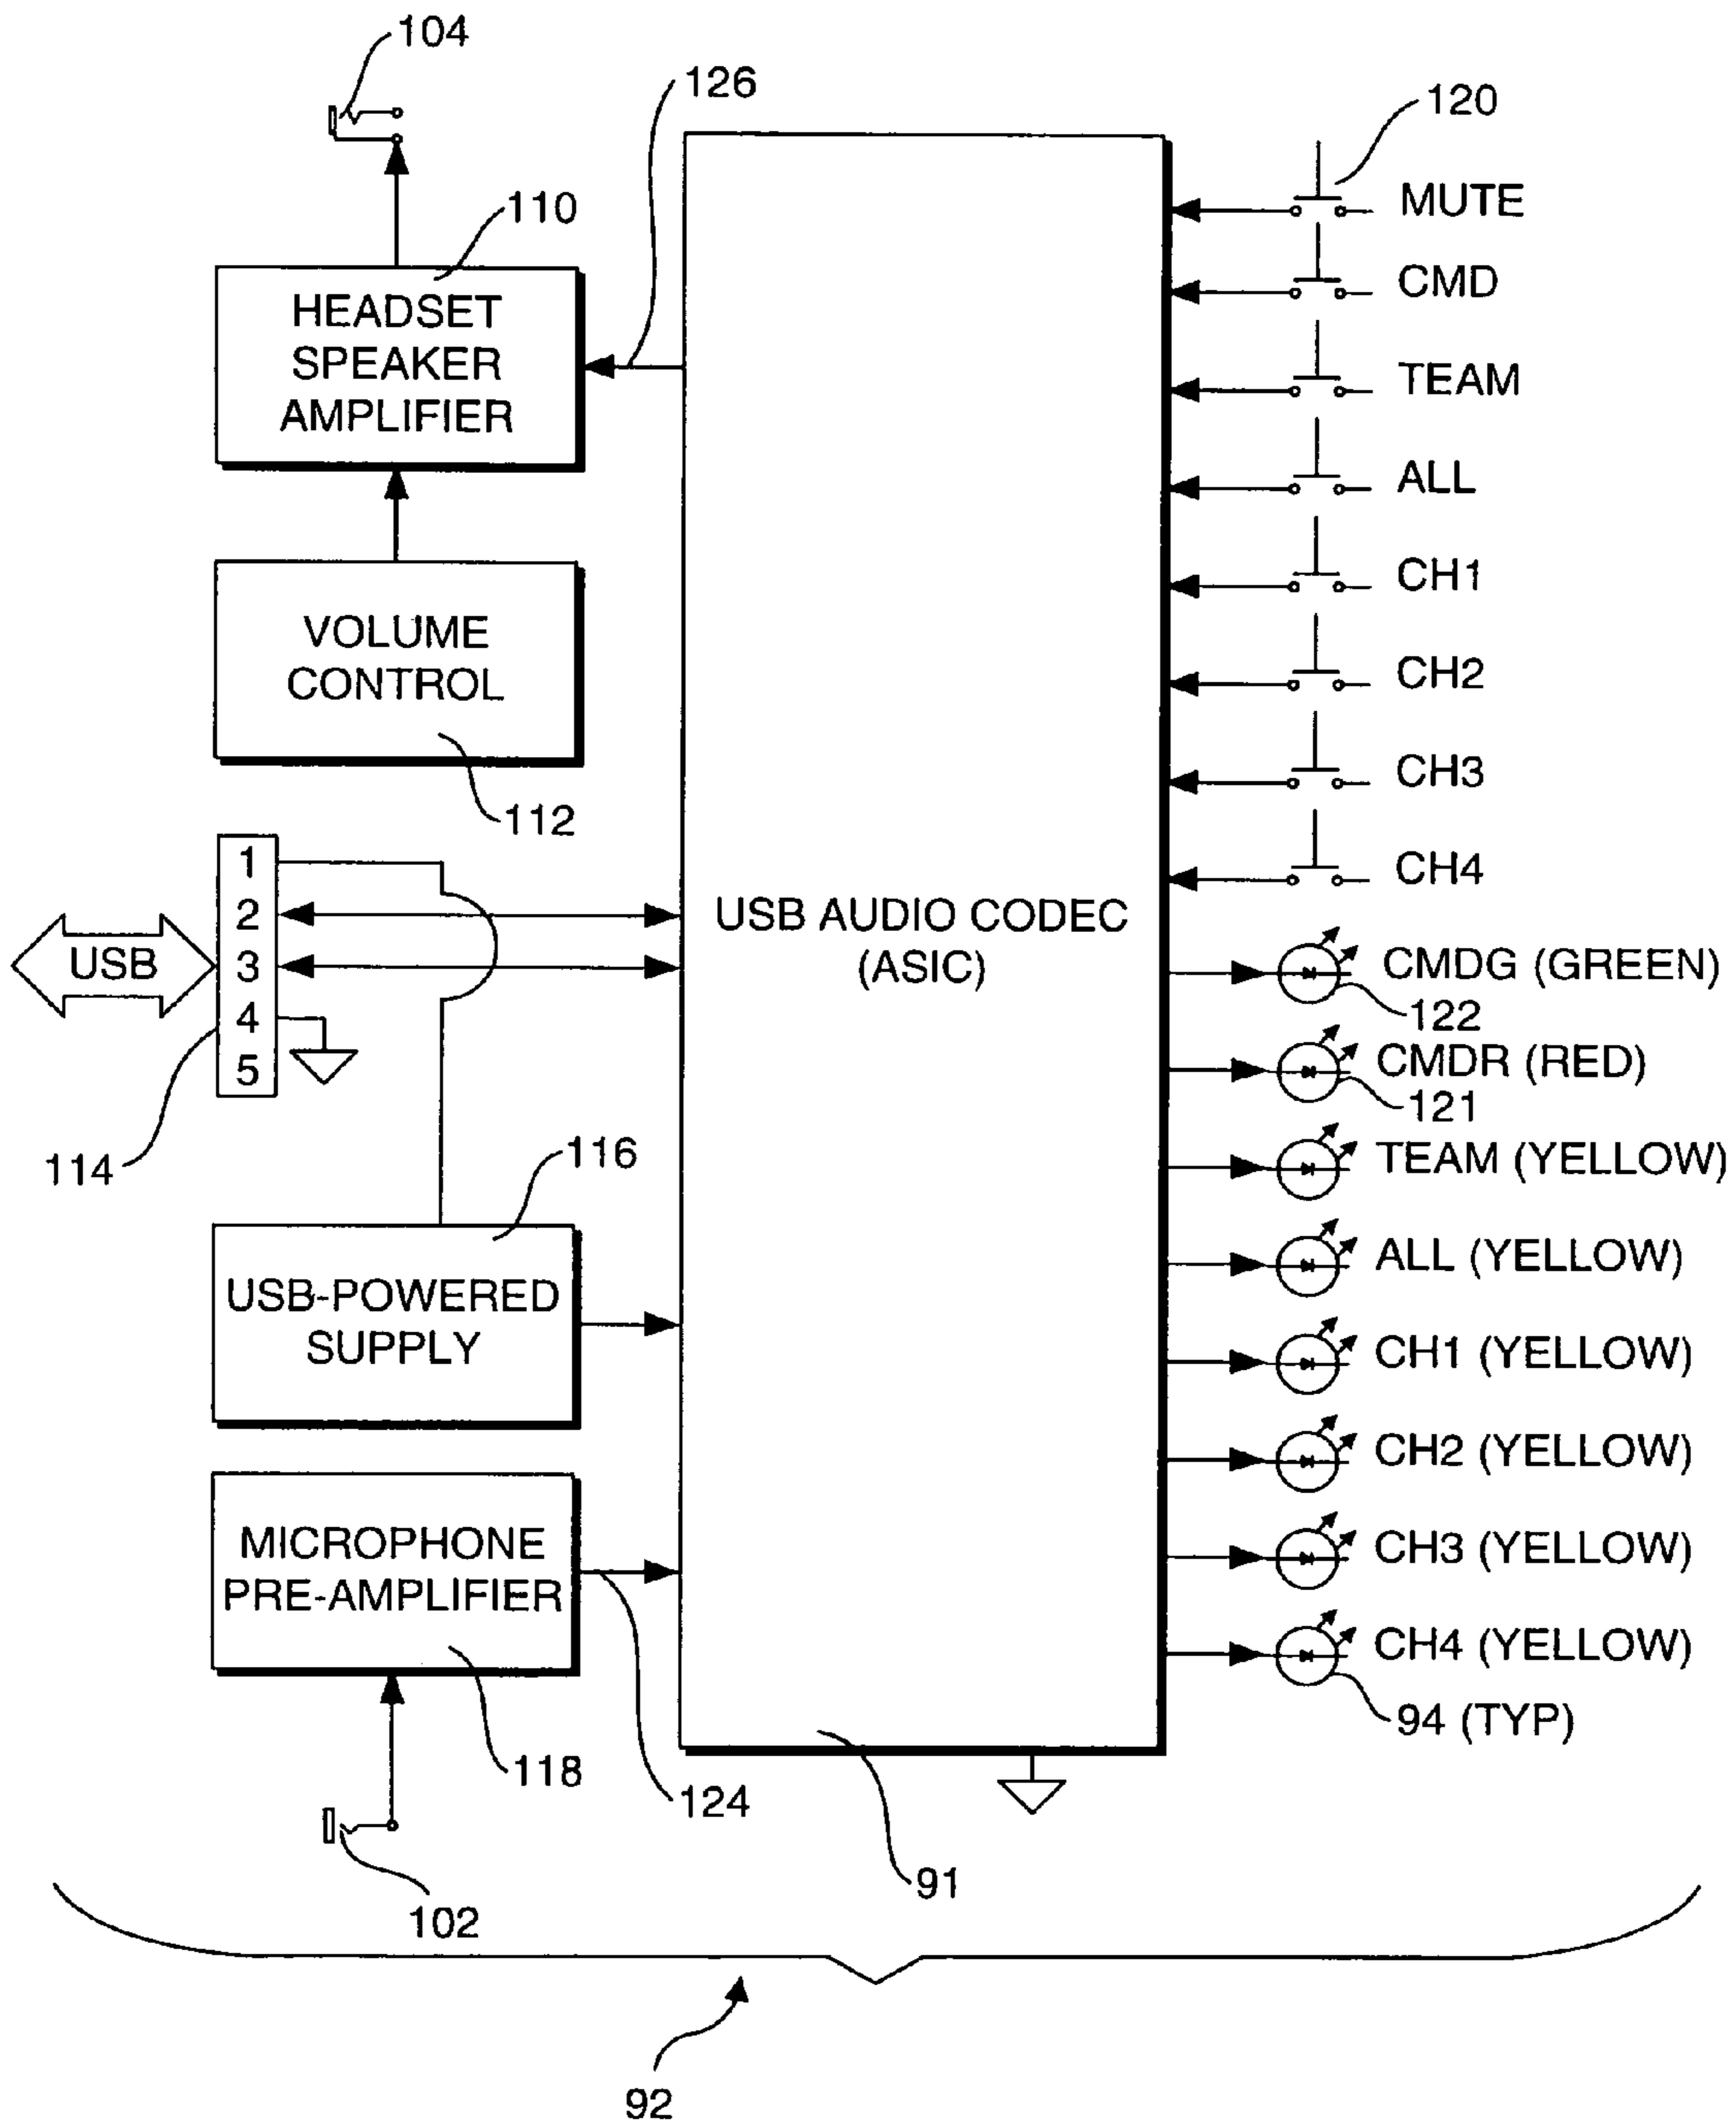 104
126
120
MUTE
110
CMD
HEADSET
SPEAKER
AMPLIFIER
TEAM
ALL
CH1
VOLUME
CONTROL
CH2
112
CH3
CH4
1
2
3
4
5
USB
USB AUDIO CODEC
(ASIC)
CMDG (GREEN)
122
CMDR (RED)
121
114
116
TEAM (YELLOW)
ALL (YELLOW)
USB-POWERED
SUPPLY
CH1 (YELLOW)
CH2 (YELLOW)
MICROPHONE
PRE-AMPLIFIER
CH3 (YELLOW)
CH4 (YELLOW)
94 (TYP)
118
124
91
102
92